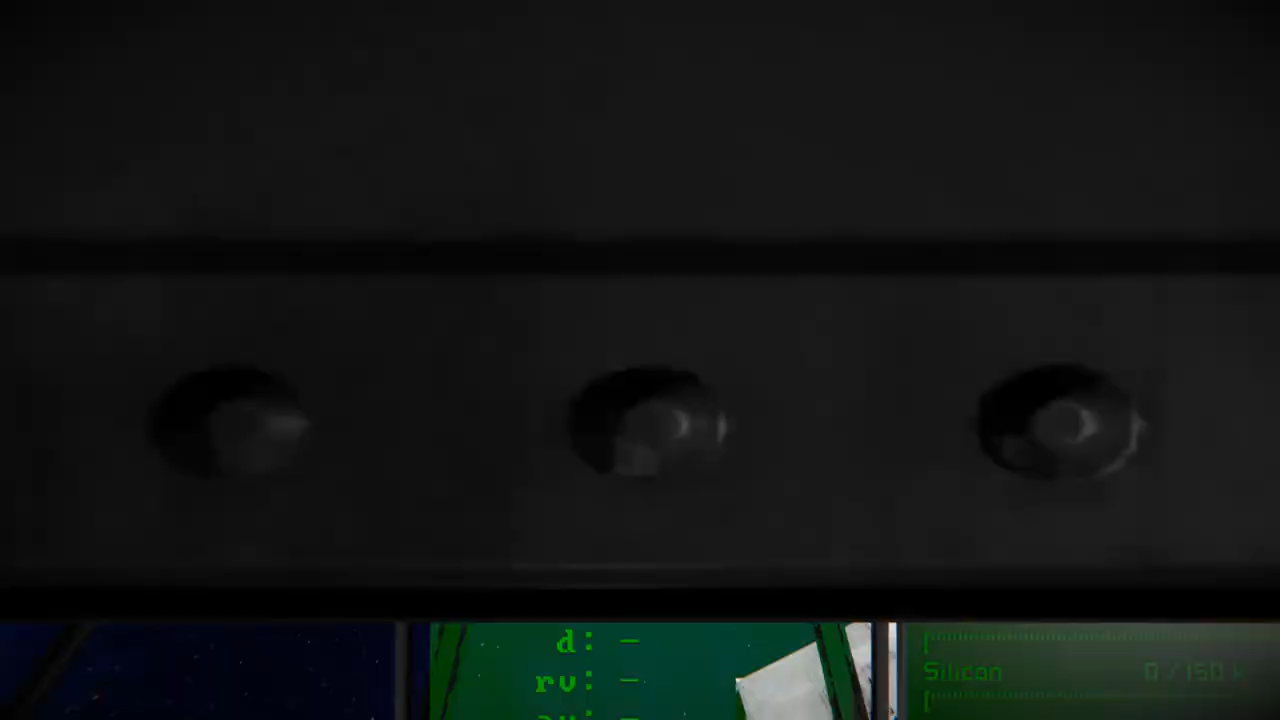 d: —
rv: —
Silicon 0 / 150 k